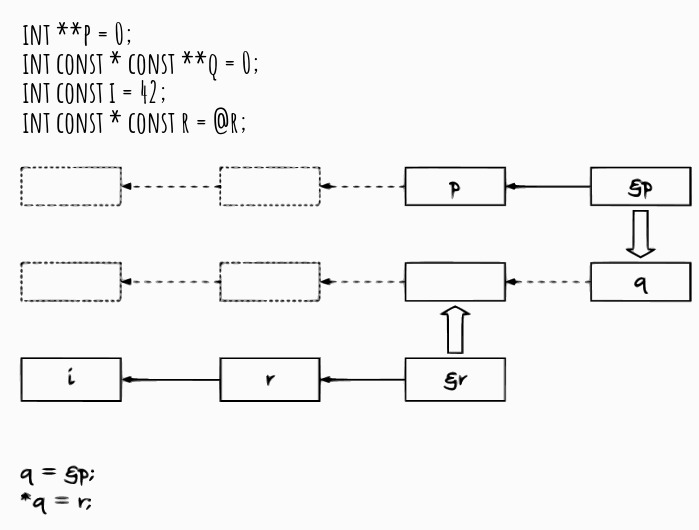 INT **P = 0;
INT CONST * CONST **Q = 0;
INT CONST I = 42;
INT CONST * CONST R = @R;
p
§p
q
i
r
§r
q = §p;
*q = r;